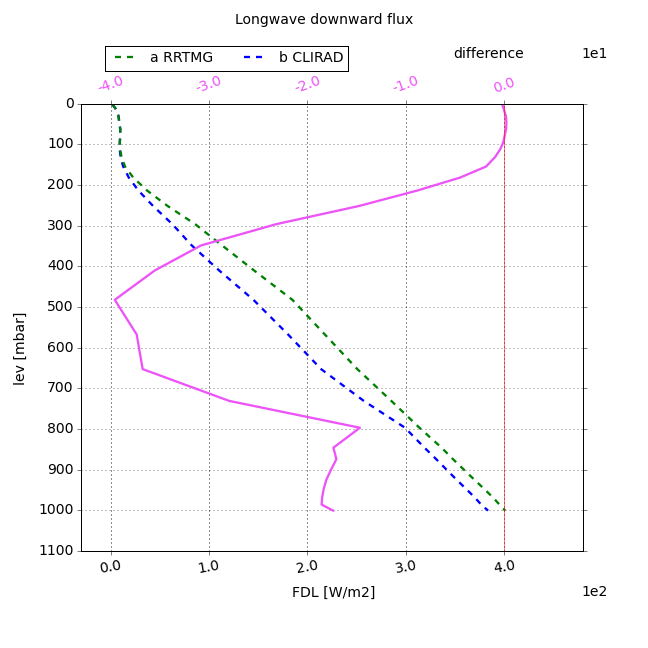 Longwave downward flux
a RRTMG b CLIRAD difference 1e1
-4.0 -3.0 -2.0 -1.0 0.0
0
100
200
300
400
500
600
700
800
900
1000
1100
lev [mbar]
0.0 1.0 2.0 3.0 4.0
FDL [W/m2] 1e2